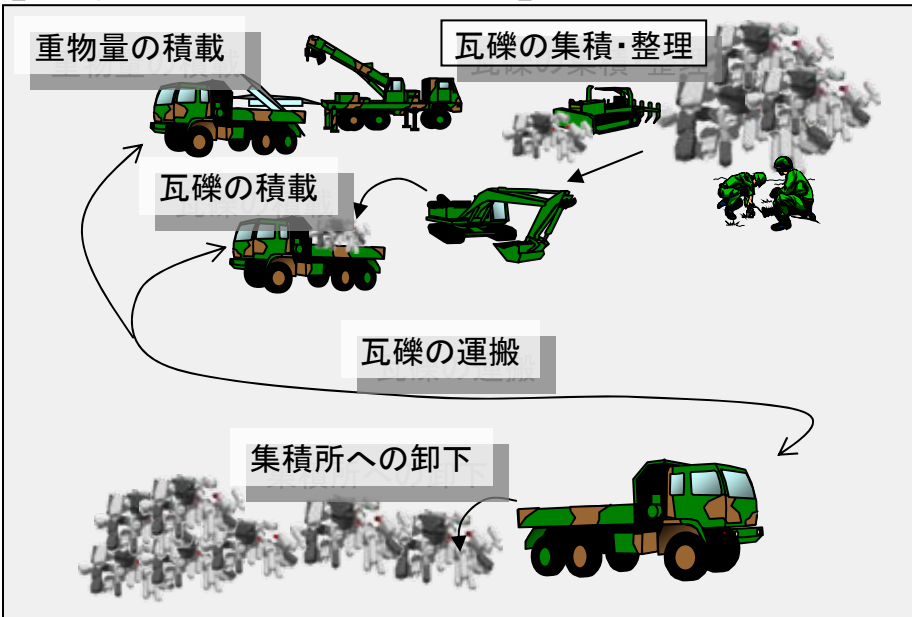 重物量の積載
瓦礫の集積・整理
瓦礫の積載
瓦礫の運搬
集積所への卸下